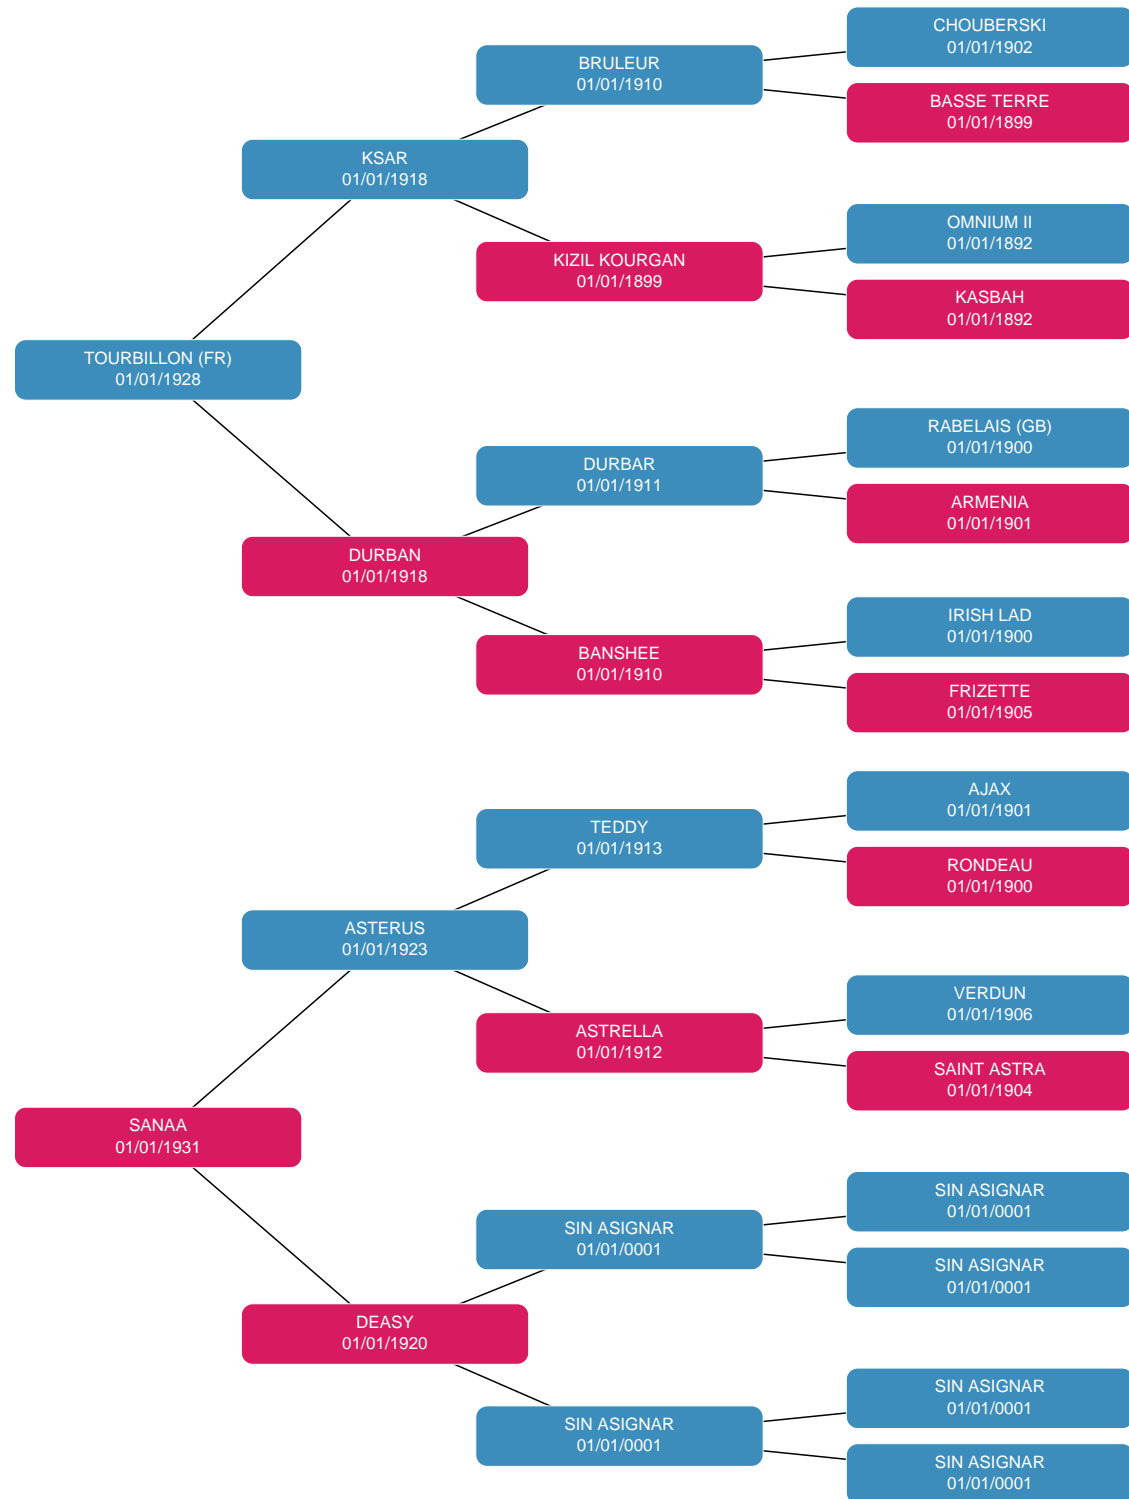 CHOUBERSKI
01/01/1902
BRULEUR
01/01/1910
BASSE TERRE
01/01/1899
KSAR
01/01/1918
OMNIUM II
01/01/1892
KIZIL KOURGAN
01/01/1899
KASBAH
01/01/1892
TOURBILLON (FR)
01/01/1928
RABELAIS (GB)
01/01/1900
DURBAR
01/01/1911
ARMENIA
01/01/1901
DURBAN
01/01/1918
IRISH LAD
01/01/1900
BANSHEE
01/01/1910
FRIZETTE
01/01/1905
AJAX
01/01/1901
TEDDY
01/01/1913
RONDEAU
01/01/1900
ASTERUS
01/01/1923
VERDUN
01/01/1906
ASTRELLA
01/01/1912
SAINT ASTRA
01/01/1904
SANAA
01/01/1931
SIN ASIGNAR
01/01/0001
SIN ASIGNAR
01/01/0001
SIN ASIGNAR
01/01/0001
DEASY
01/01/1920
SIN ASIGNAR
01/01/0001
SIN ASIGNAR
01/01/0001
SIN ASIGNAR
01/01/0001